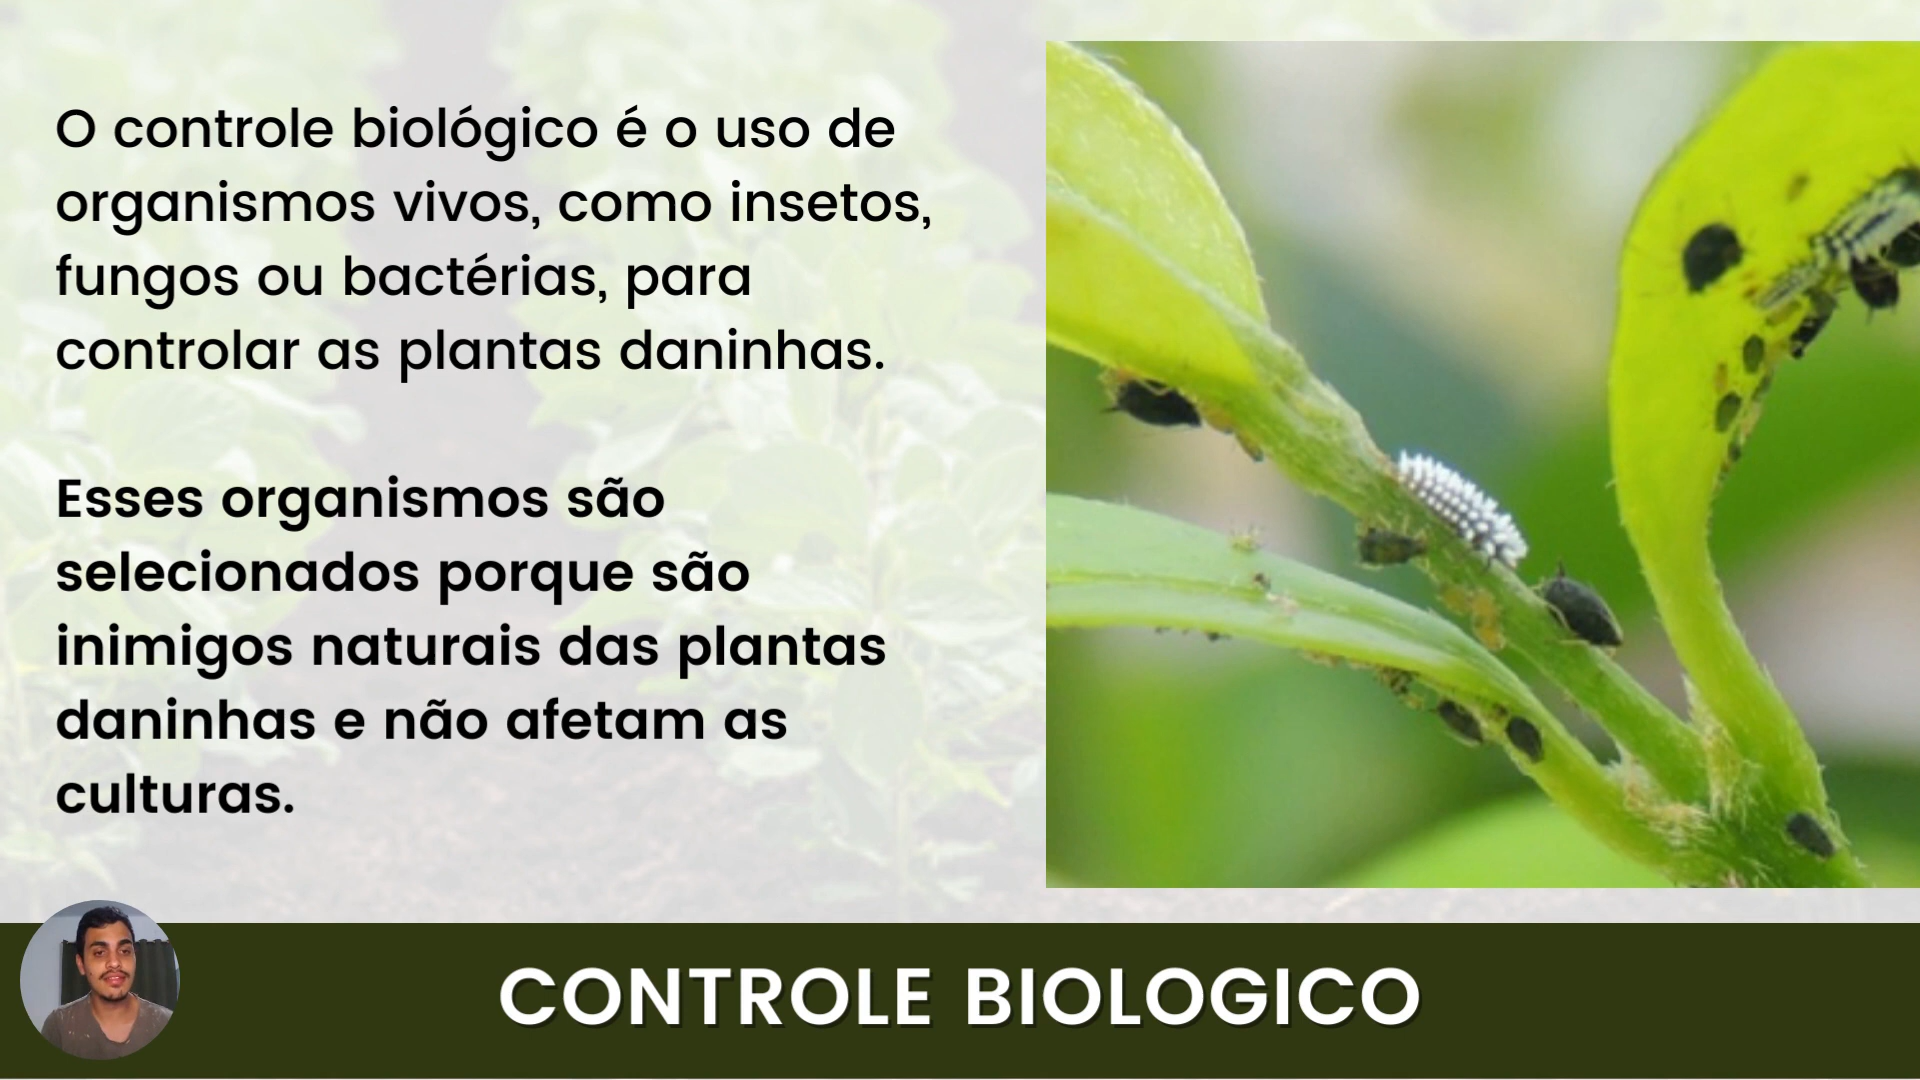 O controle biológico é o uso de
organismos vivos, como insetos,
fungos ou bactérias, para
controlar as plantas daninhas.
Esses organismos são
selecionados porque são
inimigos naturais das plantas
daninhas e não afetam as
culturas.
CONTROLE BIOLOGICO